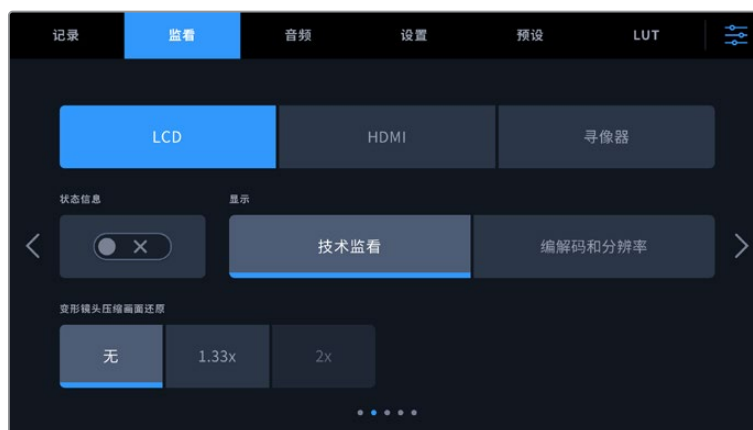 记录 监看 音频 设置 预设 LUT
LCD HDMI 寻像器
状态信息 显示
技术监看 编解码和分辨率
变形镜头压缩画面还原
无 1.33x 2x